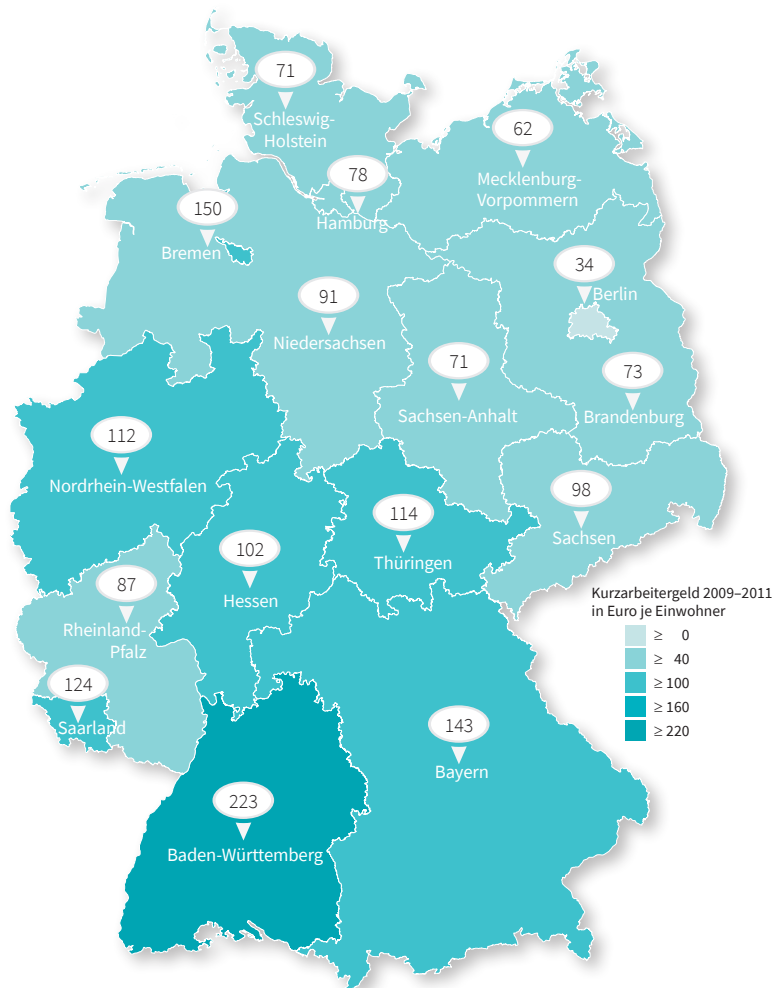 71
Schleswig-
Holstein
62
Mecklenburg-
Vorpommern
78
Hamburg
150
Bremen
34
Berlin
91
Niedersachsen
71
Sachsen-Anhalt
73
Brandenburg
112
Nordrhein-Westfalen
98
Sachsen
114
Thüringen
102
Hessen
87
Rheinland-
Pfalz
124
Saarland
143
Bayern
223
Baden-Württemberg
Kurzarbeitergeld 2009–2011
in Euro je Einwohner
≥ 0
≥ 40
≥ 100
≥ 160
≥ 220